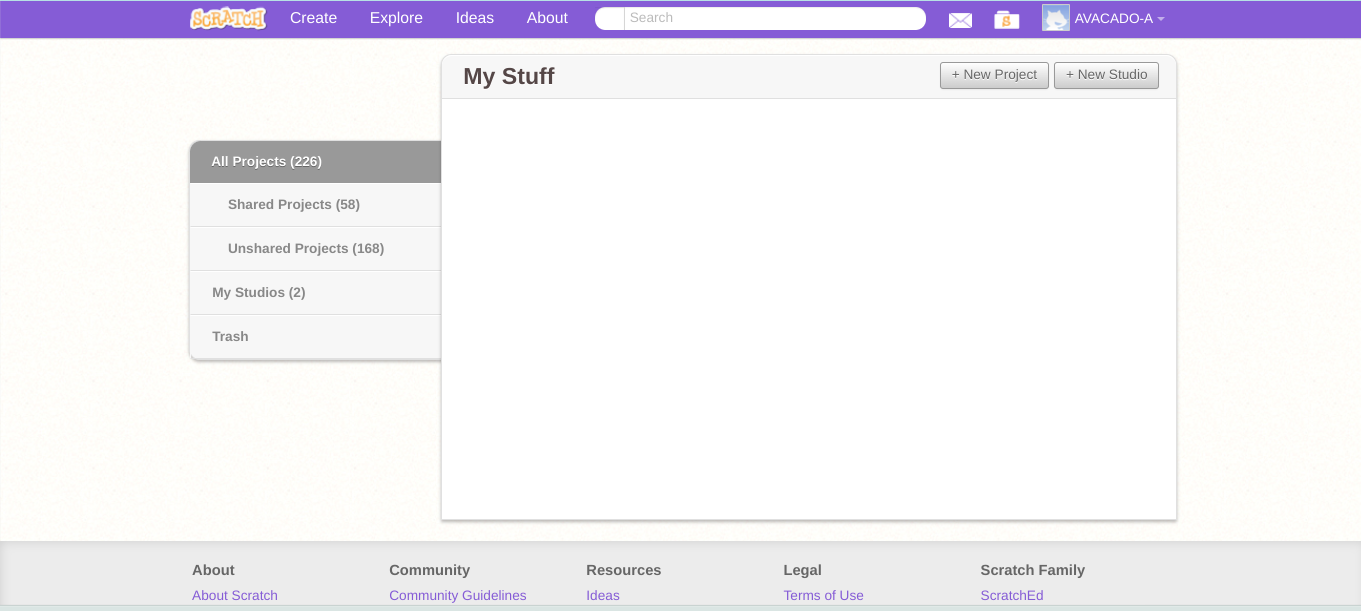 SCRATCH Create Explore Ideas About Search S AVACADO-A
My Stuff + New Project + New Studio
All Projects (226)
Shared Projects (58)
Unshared Projects (168)
My Studios (2)
Trash
About Community Resources Legal Scratch Family
About Scratch Community Guidelines Ideas Terms of Use ScratchEd